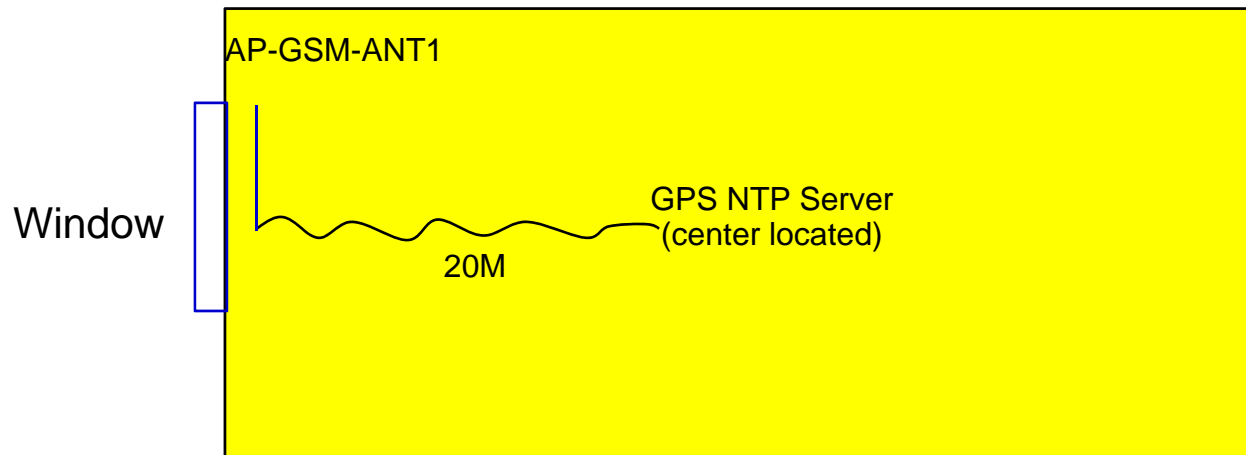 AP-GSM-ANT1
Window
GPS NTP Server
(center located)
20M